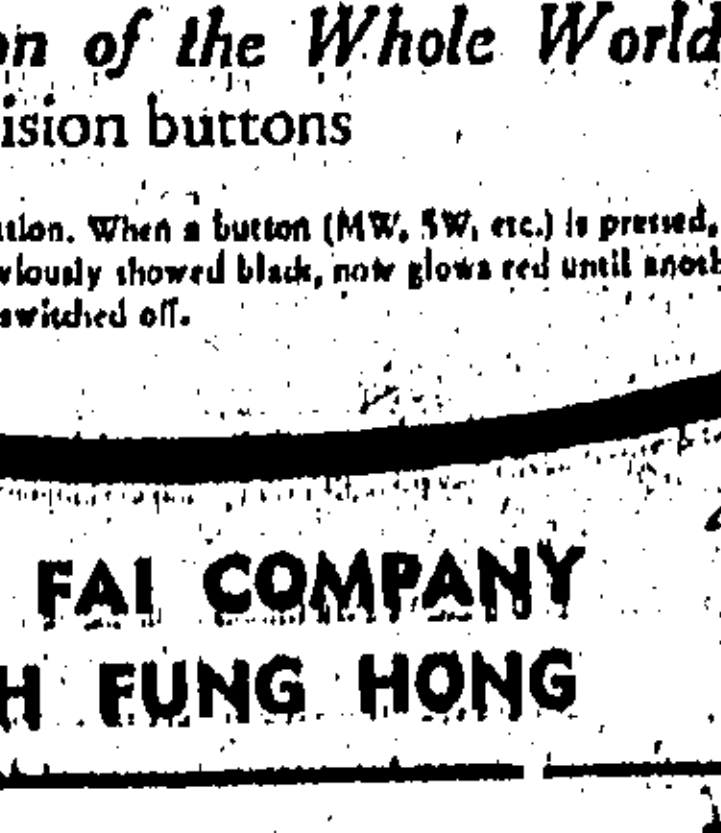 on of the Whole World
ision buttons
ation. When a button (MW, SW, etc.) is pressed,
viously showed black, now glows red until anoth
switched off.
FAI COMPANY
H FUNG HONG